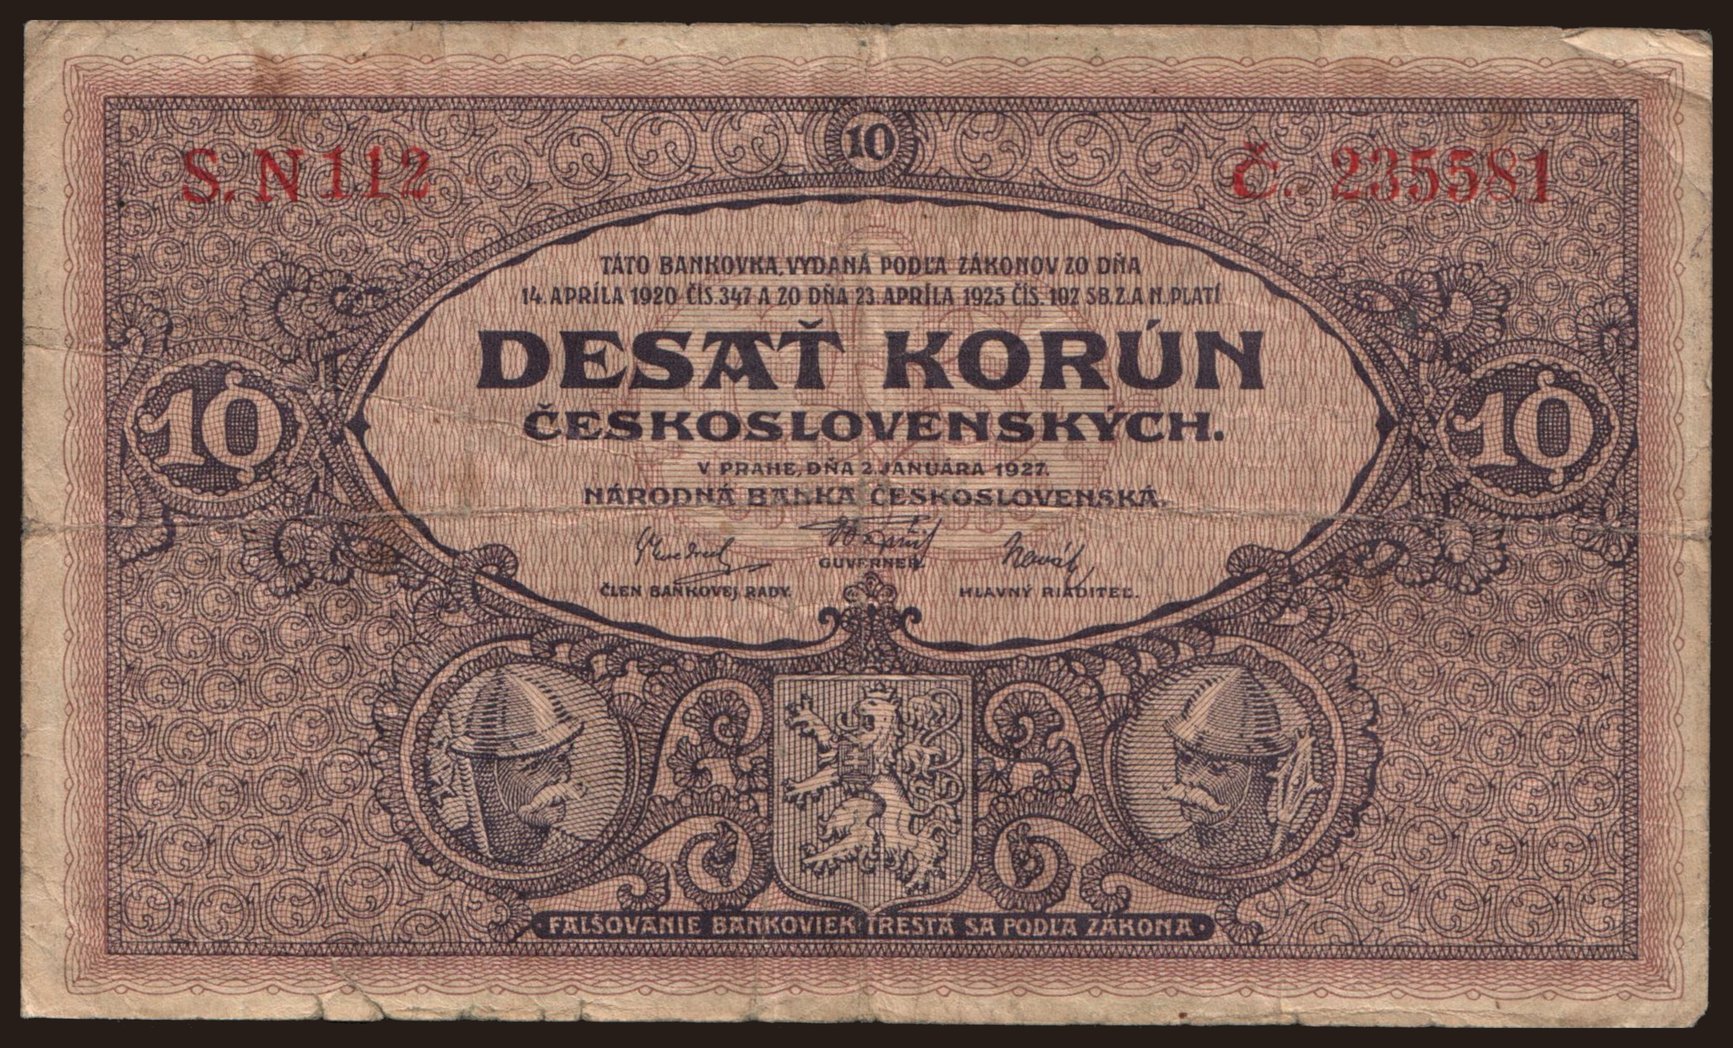 10
S. N 112
Č. 235581
TÁTO BANKOVKA, VYDANÁ PODĽA ZÁKONOV ZO DŇA
14. APRÍLA 1920 ČÍS. 347 A ZO DŇA 23. APRÍLA 1925 ČÍS. 102 SB. Z. A N. PLATÍ
DESAŤ KORÚN
ČESKOSLOVENSKÝCH.
10
10
V PRAHE, DŇA 2. JANUÁRA 1927.
NÁRODNÁ BANKA ČESKOSLOVENSKÁ.
Novák
GUVERNER.
ČLEN BANKOVEJ RADY.
HLAVNÝ RIADITEĽ.
FALŠOVANIE BANKOVIEK TRESTÁ SA PODĽA ZÁKONA